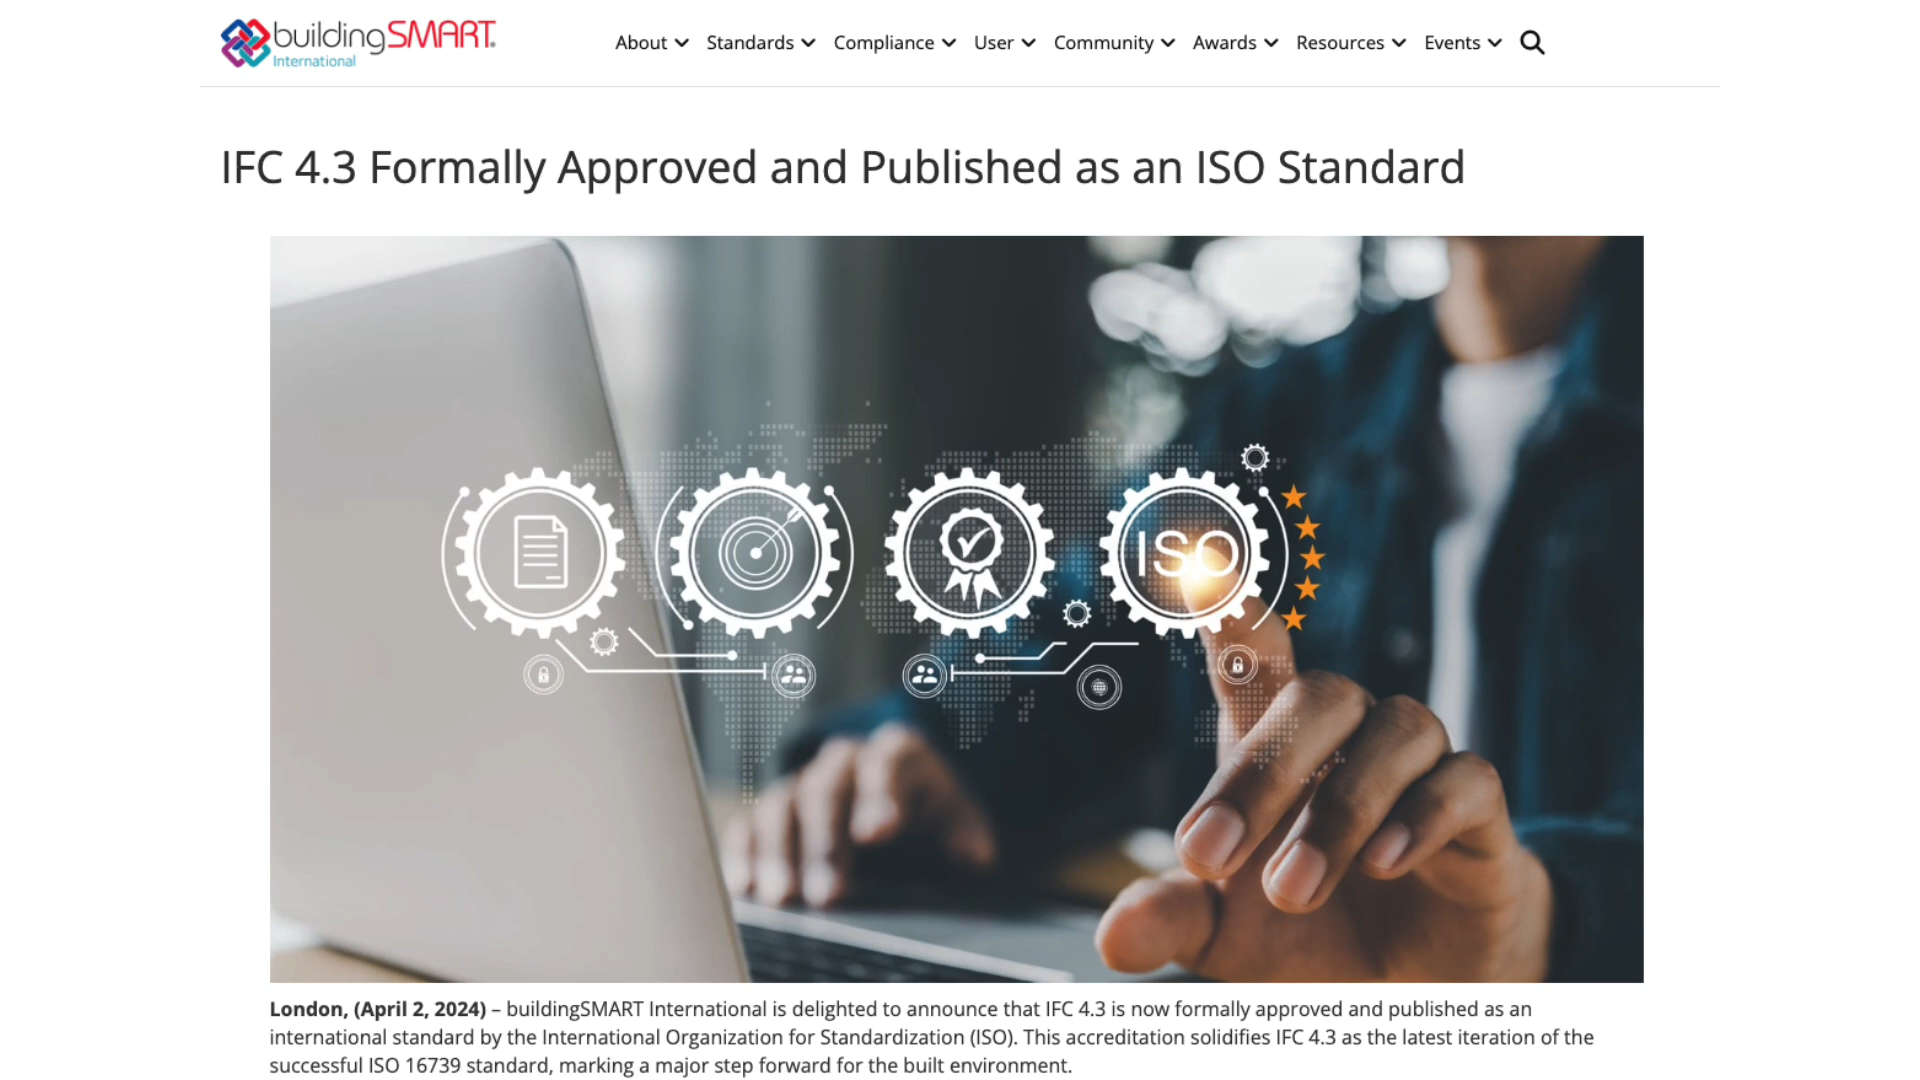 buildingSMART®
International
About Standards Compliance User Community Awards Resources Events
IFC 4.3 Formally Approved and Published as an ISO Standard
ISO
London, (April 2, 2024) – buildingSMART International is delighted to announce that IFC 4.3 is now formally approved and published as an
international standard by the International Organization for Standardization (ISO). This accreditation solidifies IFC 4.3 as the latest iteration of the
successful ISO 16739 standard, marking a major step forward for the built environment.